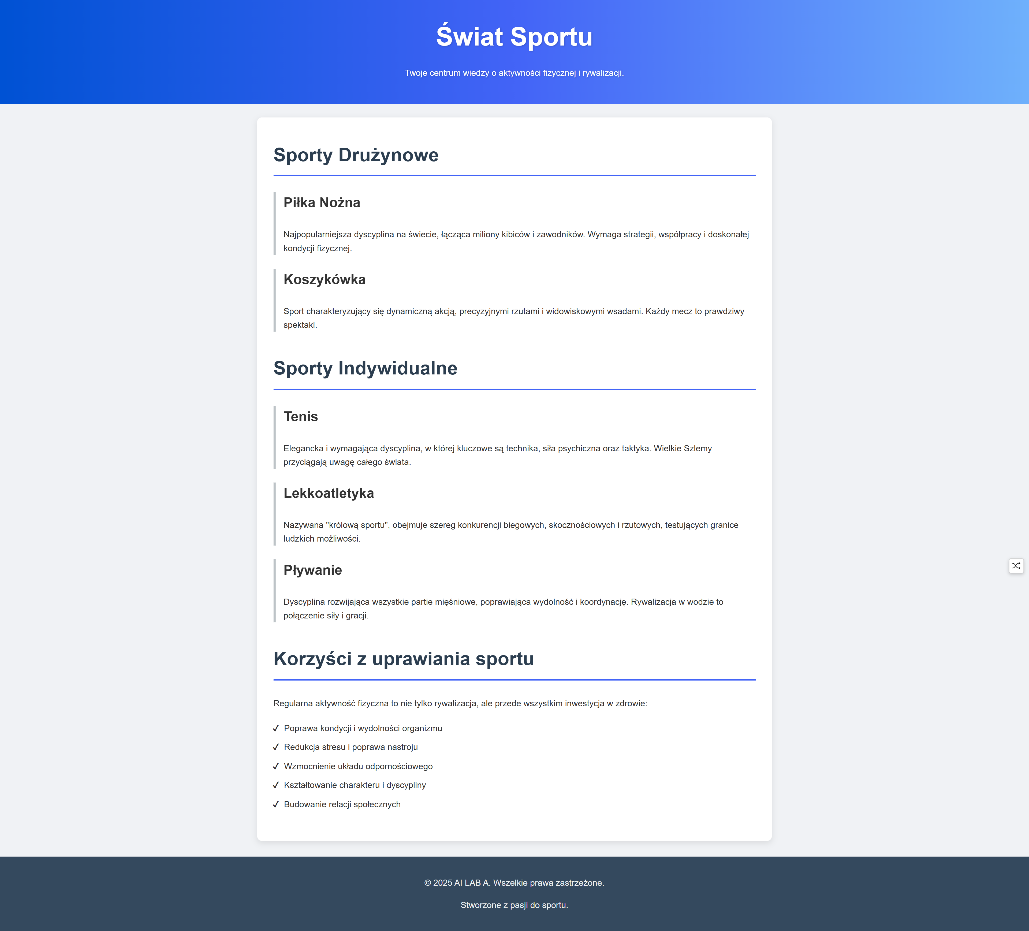 Świat Sportu
Twoje centrum wiedzy o aktywności fizycznej i rywalizacji.
Sporty Drużynowe
Piłka Nożna
Najpopularniejsza dyscyplina na świecie, łącząca miliony kibiców i zawodników. Wymaga strategii, współpracy i doskonałej
kondycji fizycznej.
Koszykówka
Sport charakteryzujący się dynamiczną akcją, precyzyjnymi rzutami i widowiskowymi wsadami. Każdy mecz to prawdziwy
spektakl.
Sporty Indywidualne
Tenis
Elegancka i wymagająca dyscyplina, w której kluczowe są technika, siła psychiczna oraz taktyka. Wielkie Szlemy
przyciągają uwagę całego świata.
Lekkoatletyka
Nazywana "królową sportu", obejmuje szereg konkurencji biegowych, skocznościowych i rzutowych, testujących granice
ludzkich możliwości.
Pływanie
Dyscyplina rozwijająca wszystkie partie mięśniowe, poprawiająca wydolność i koordynację. Rywalizacja w wodzie to
połączenie siły i gracji.
Korzyści z uprawiania sportu
Regularna aktywność fizyczna to nie tylko rywalizacja, ale przede wszystkim inwestycja w zdrowie:
✓ Poprawa kondycji i wydolności organizmu
✓ Redukcja stresu i poprawa nastroju
✓ Wzmocnienie układu odpornościowego
✓ Kształtowanie charakteru i dyscypliny
✓ Budowanie relacji społecznych
© 2025 AI LAB A. Wszelkie prawa zastrzeżone.
Stworzone z pasji do sportu.